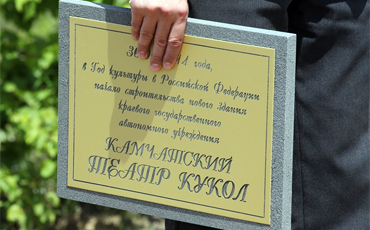 года,
в Год культуры в Российской Федерации
начало строительства нового здания
краевого государственного
автономного учреждения
КАМЧАТСКИЙ
ТЕАТР КУКОЛ